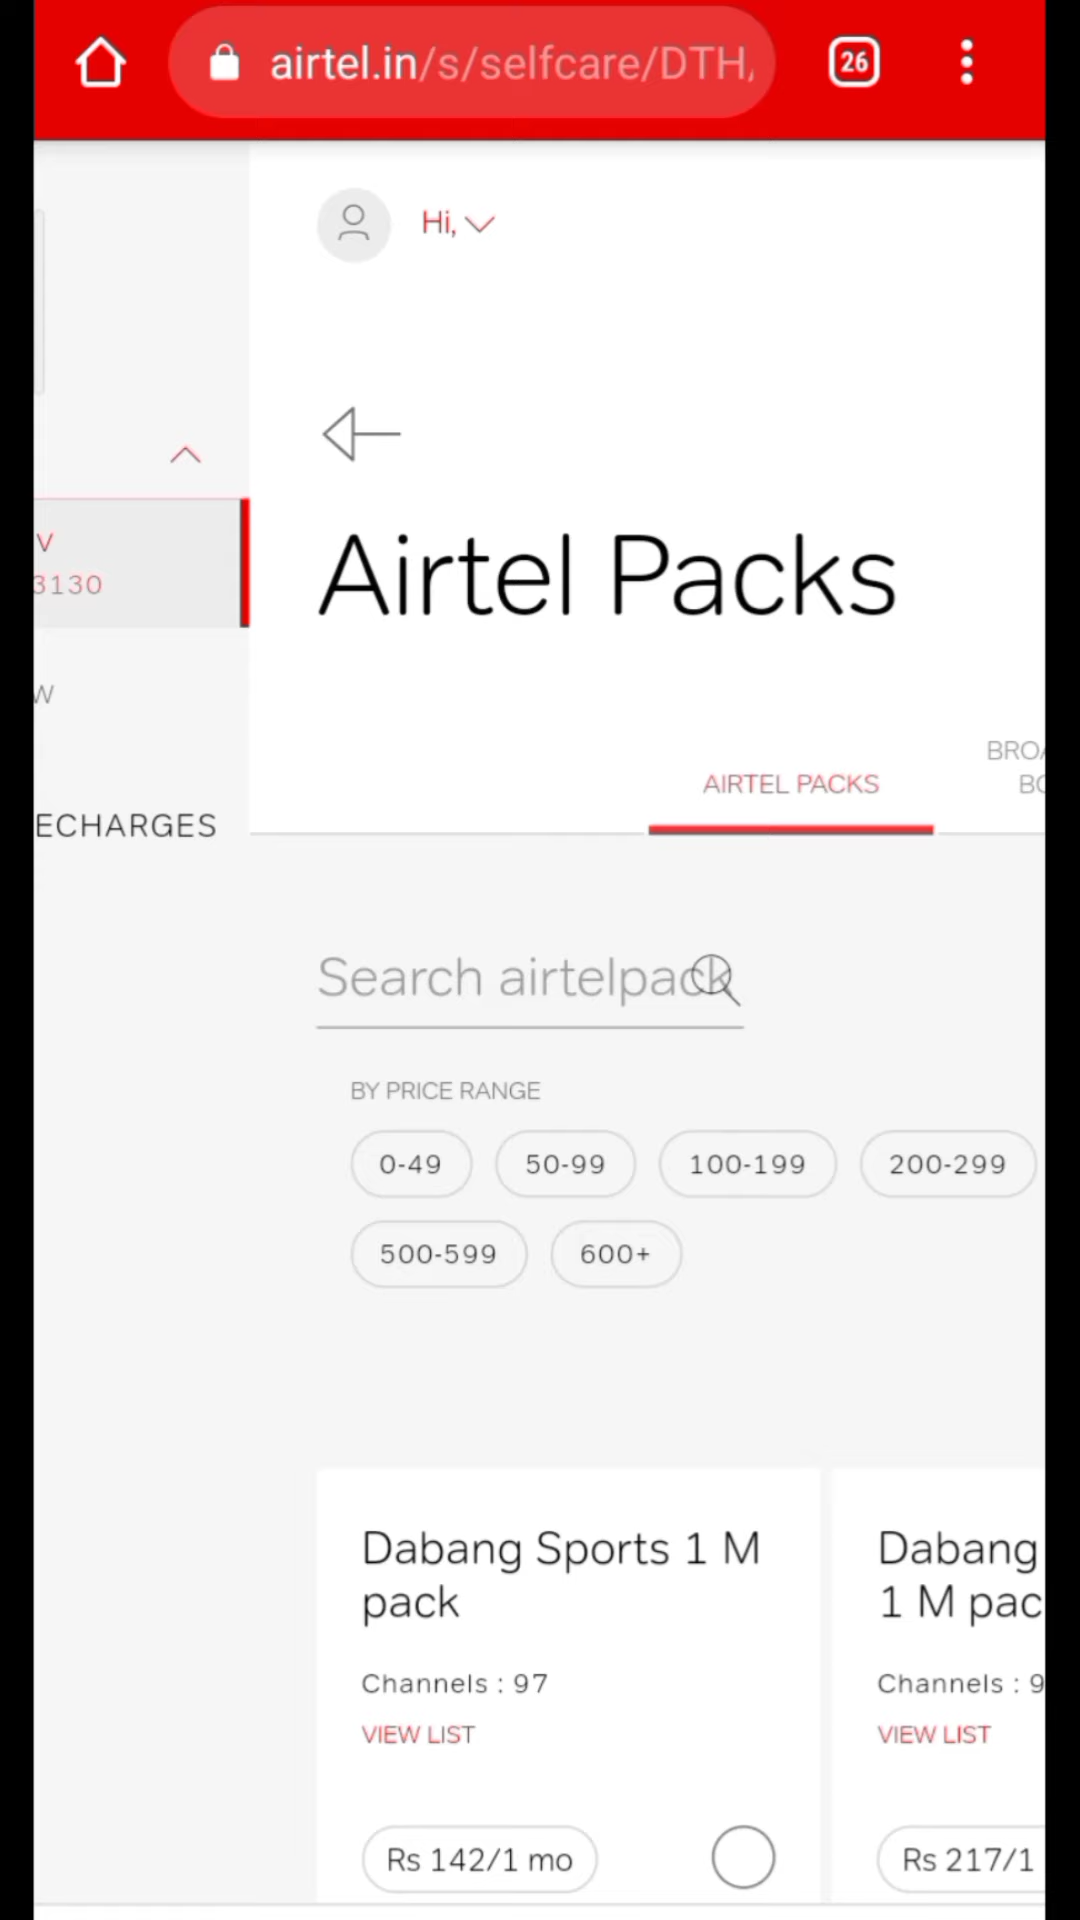 airtel.in/s/selfcare/DTH,
26
Hi,
V
3130
W
ECHARGES
Airtel Packs
AIRTEL PACKS
BROA
BO
Search airtelpack
BY PRICE RANGE
0-49
50-99
100-199
200-299
500-599
600+
Dabang Sports 1 M
pack
Channels : 97
VIEW LIST
Rs 142/1 mo
Dabang
1 M pac
Channels : 9
VIEW LIST
Rs 217/1